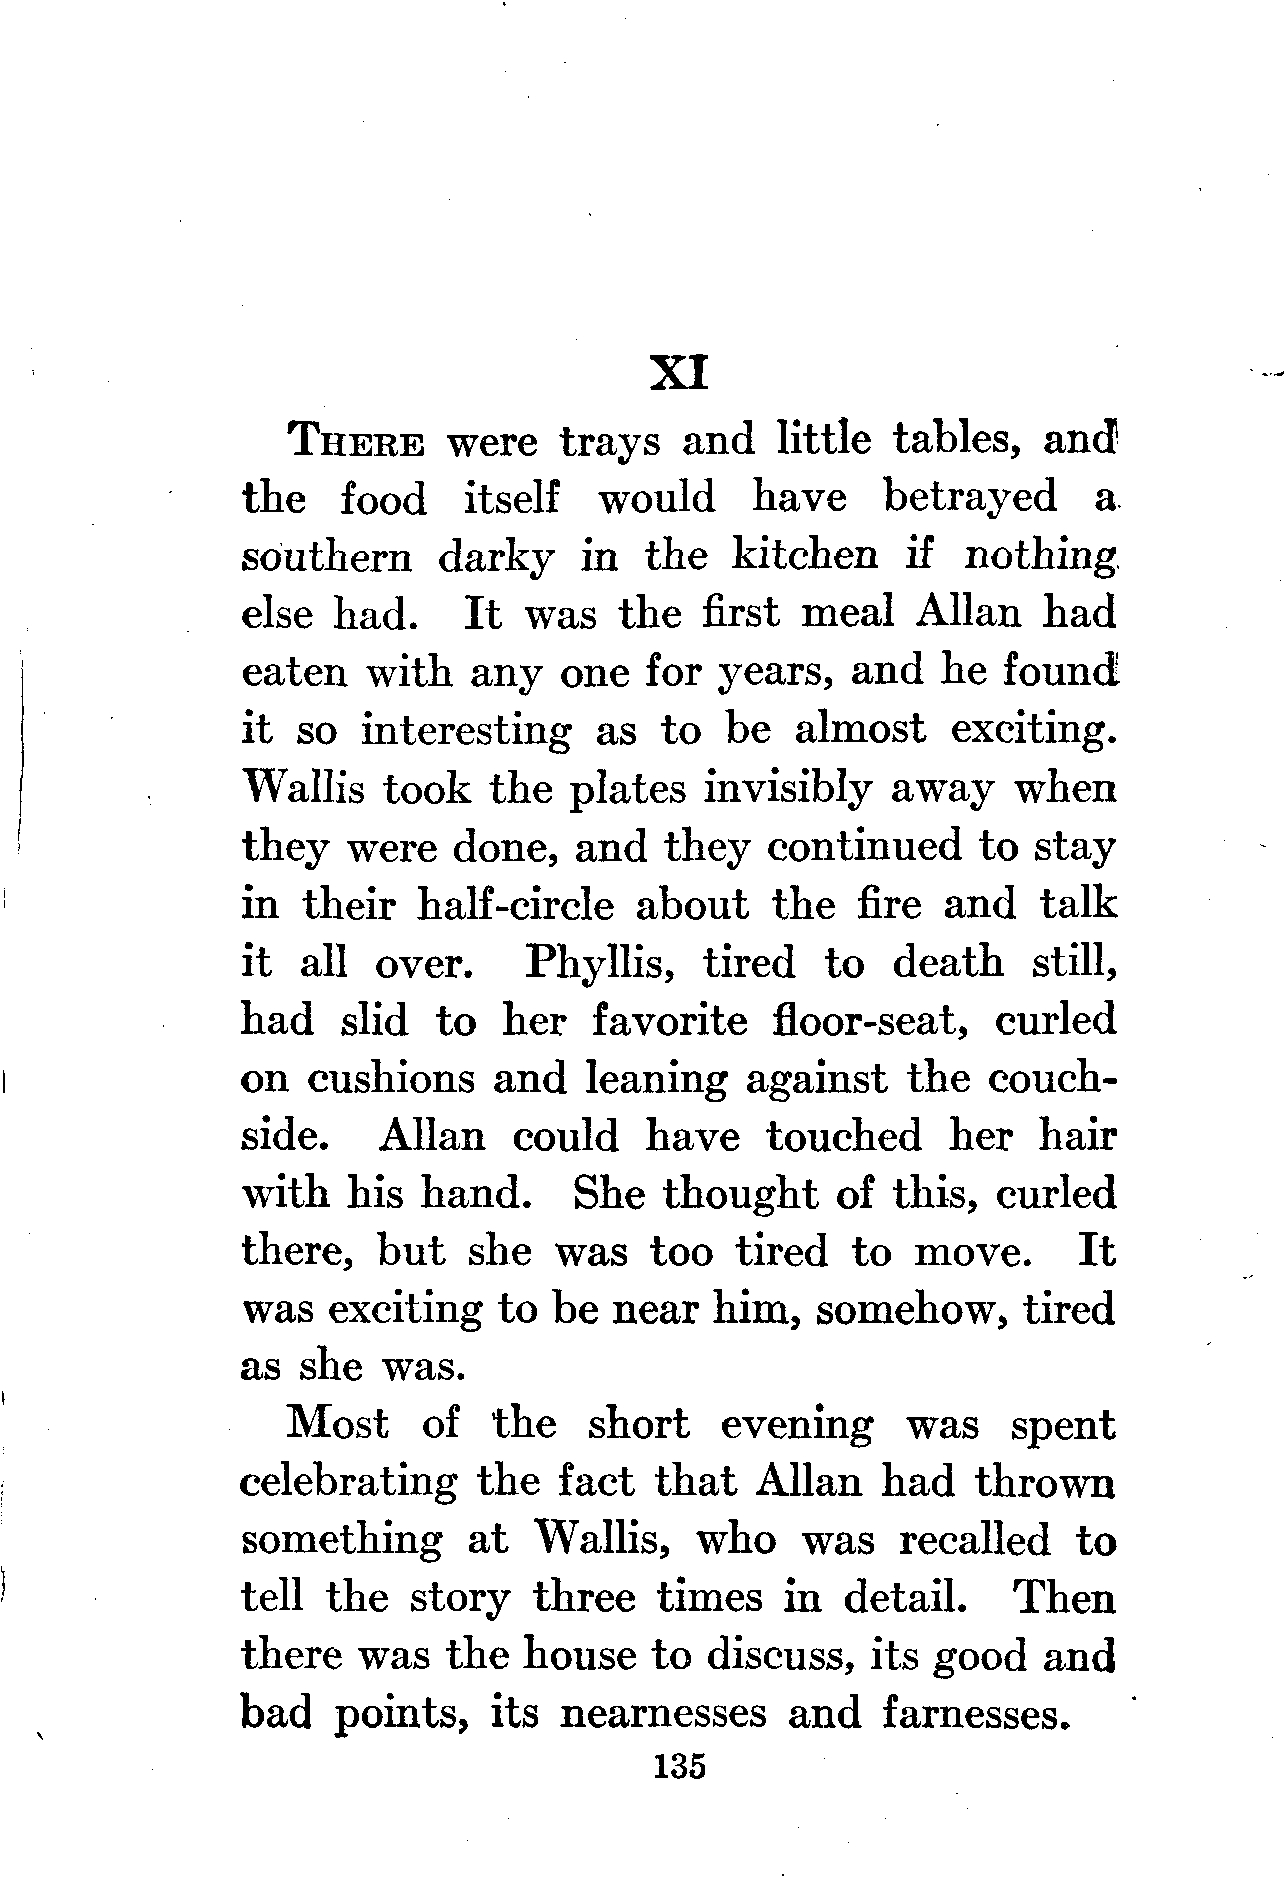 XI
THERE were trays and little tables, and
the food itself would have betrayed a
southern darky in the kitchen if nothing
else had. It was the first meal Allan had
eaten with any one for years, and he found
it so interesting as to be almost exciting.
Wallis took the plates invisibly away when
they were done, and they continued to stay
in their half-circle about the fire and talk
it all over. Phyllis, tired to death still,
had slid to her favorite floor-seat, curled
on cushions and leaning against the couch-
side. Allan could have touched her hair
with his hand. She thought of this, curled
there, but she was too tired to move. It
was exciting to be near him, somehow, tired
as she was.
Most of the short evening was spent
celebrating the fact that Allan had thrown
something at Wallis, who was recalled to
tell the story three times in detail. Then
there was the house to discuss, its good and
bad points, its nearnesses and farnesses.
135